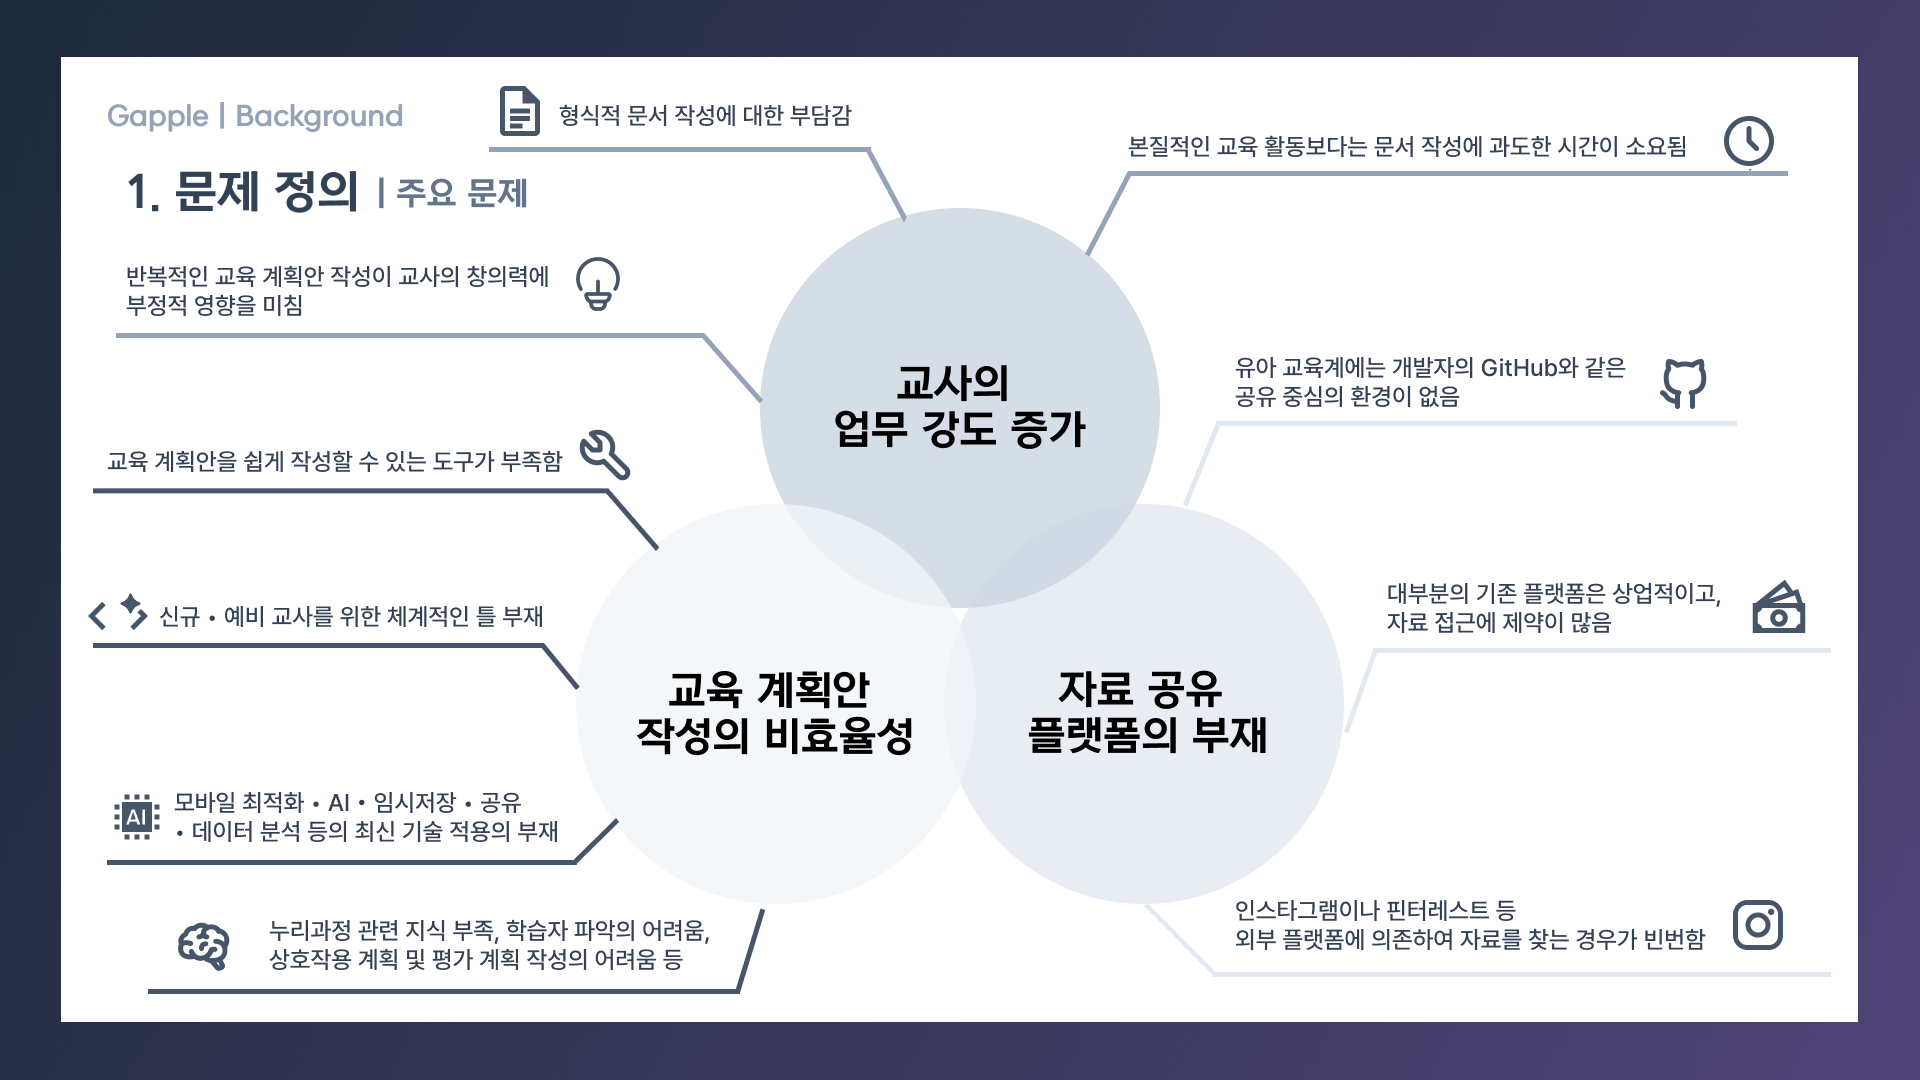 Gapple | Background
1. 문제 정의 | 주요 문제
형식적 문서 작성에 대한 부담감
본질적인 교육 활동보다는 문서 작성에 과도한 시간이 소요됨
반복적인 교육 계획안 작성이 교사의 창의력에
부정적 영향을 미침
교사의
업무 강도 증가
유아 교육계에는 개발자의 GitHub와 같은
공유 중심의 환경이 없음
교육 계획안을 쉽게 작성할 수 있는 도구가 부족함
신규 • 예비 교사를 위한 체계적인 틀 부재
대부분의 기존 플랫폼은 상업적이고,
자료 접근에 제약이 많음
교육 계획안
작성의 비효율성
자료 공유
플랫폼의 부재
AI
모바일 최적화 • AI • 임시저장 • 공유
• 데이터 분석 등의 최신 기술 적용의 부재
누리과정 관련 지식 부족, 학습자 파악의 어려움,
상호작용 계획 및 평가 계획 작성의 어려움 등
인스타그램이나 핀터레스트 등
외부 플랫폼에 의존하여 자료를 찾는 경우가 빈번함